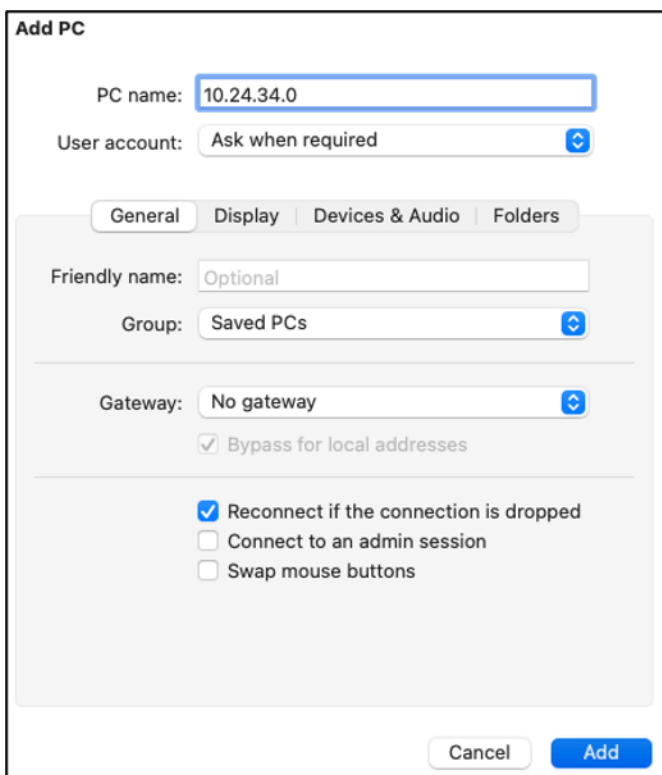 Add PC
PC name: 10.24.34.0
User account: Ask when required
General Display Devices & Audio Folders
Friendly name: Optional
Group: Saved PCs
Gateway: No gateway
Bypass for local addresses
Reconnect if the connection is dropped
Connect to an admin session
Swap mouse buttons
Cancel Add